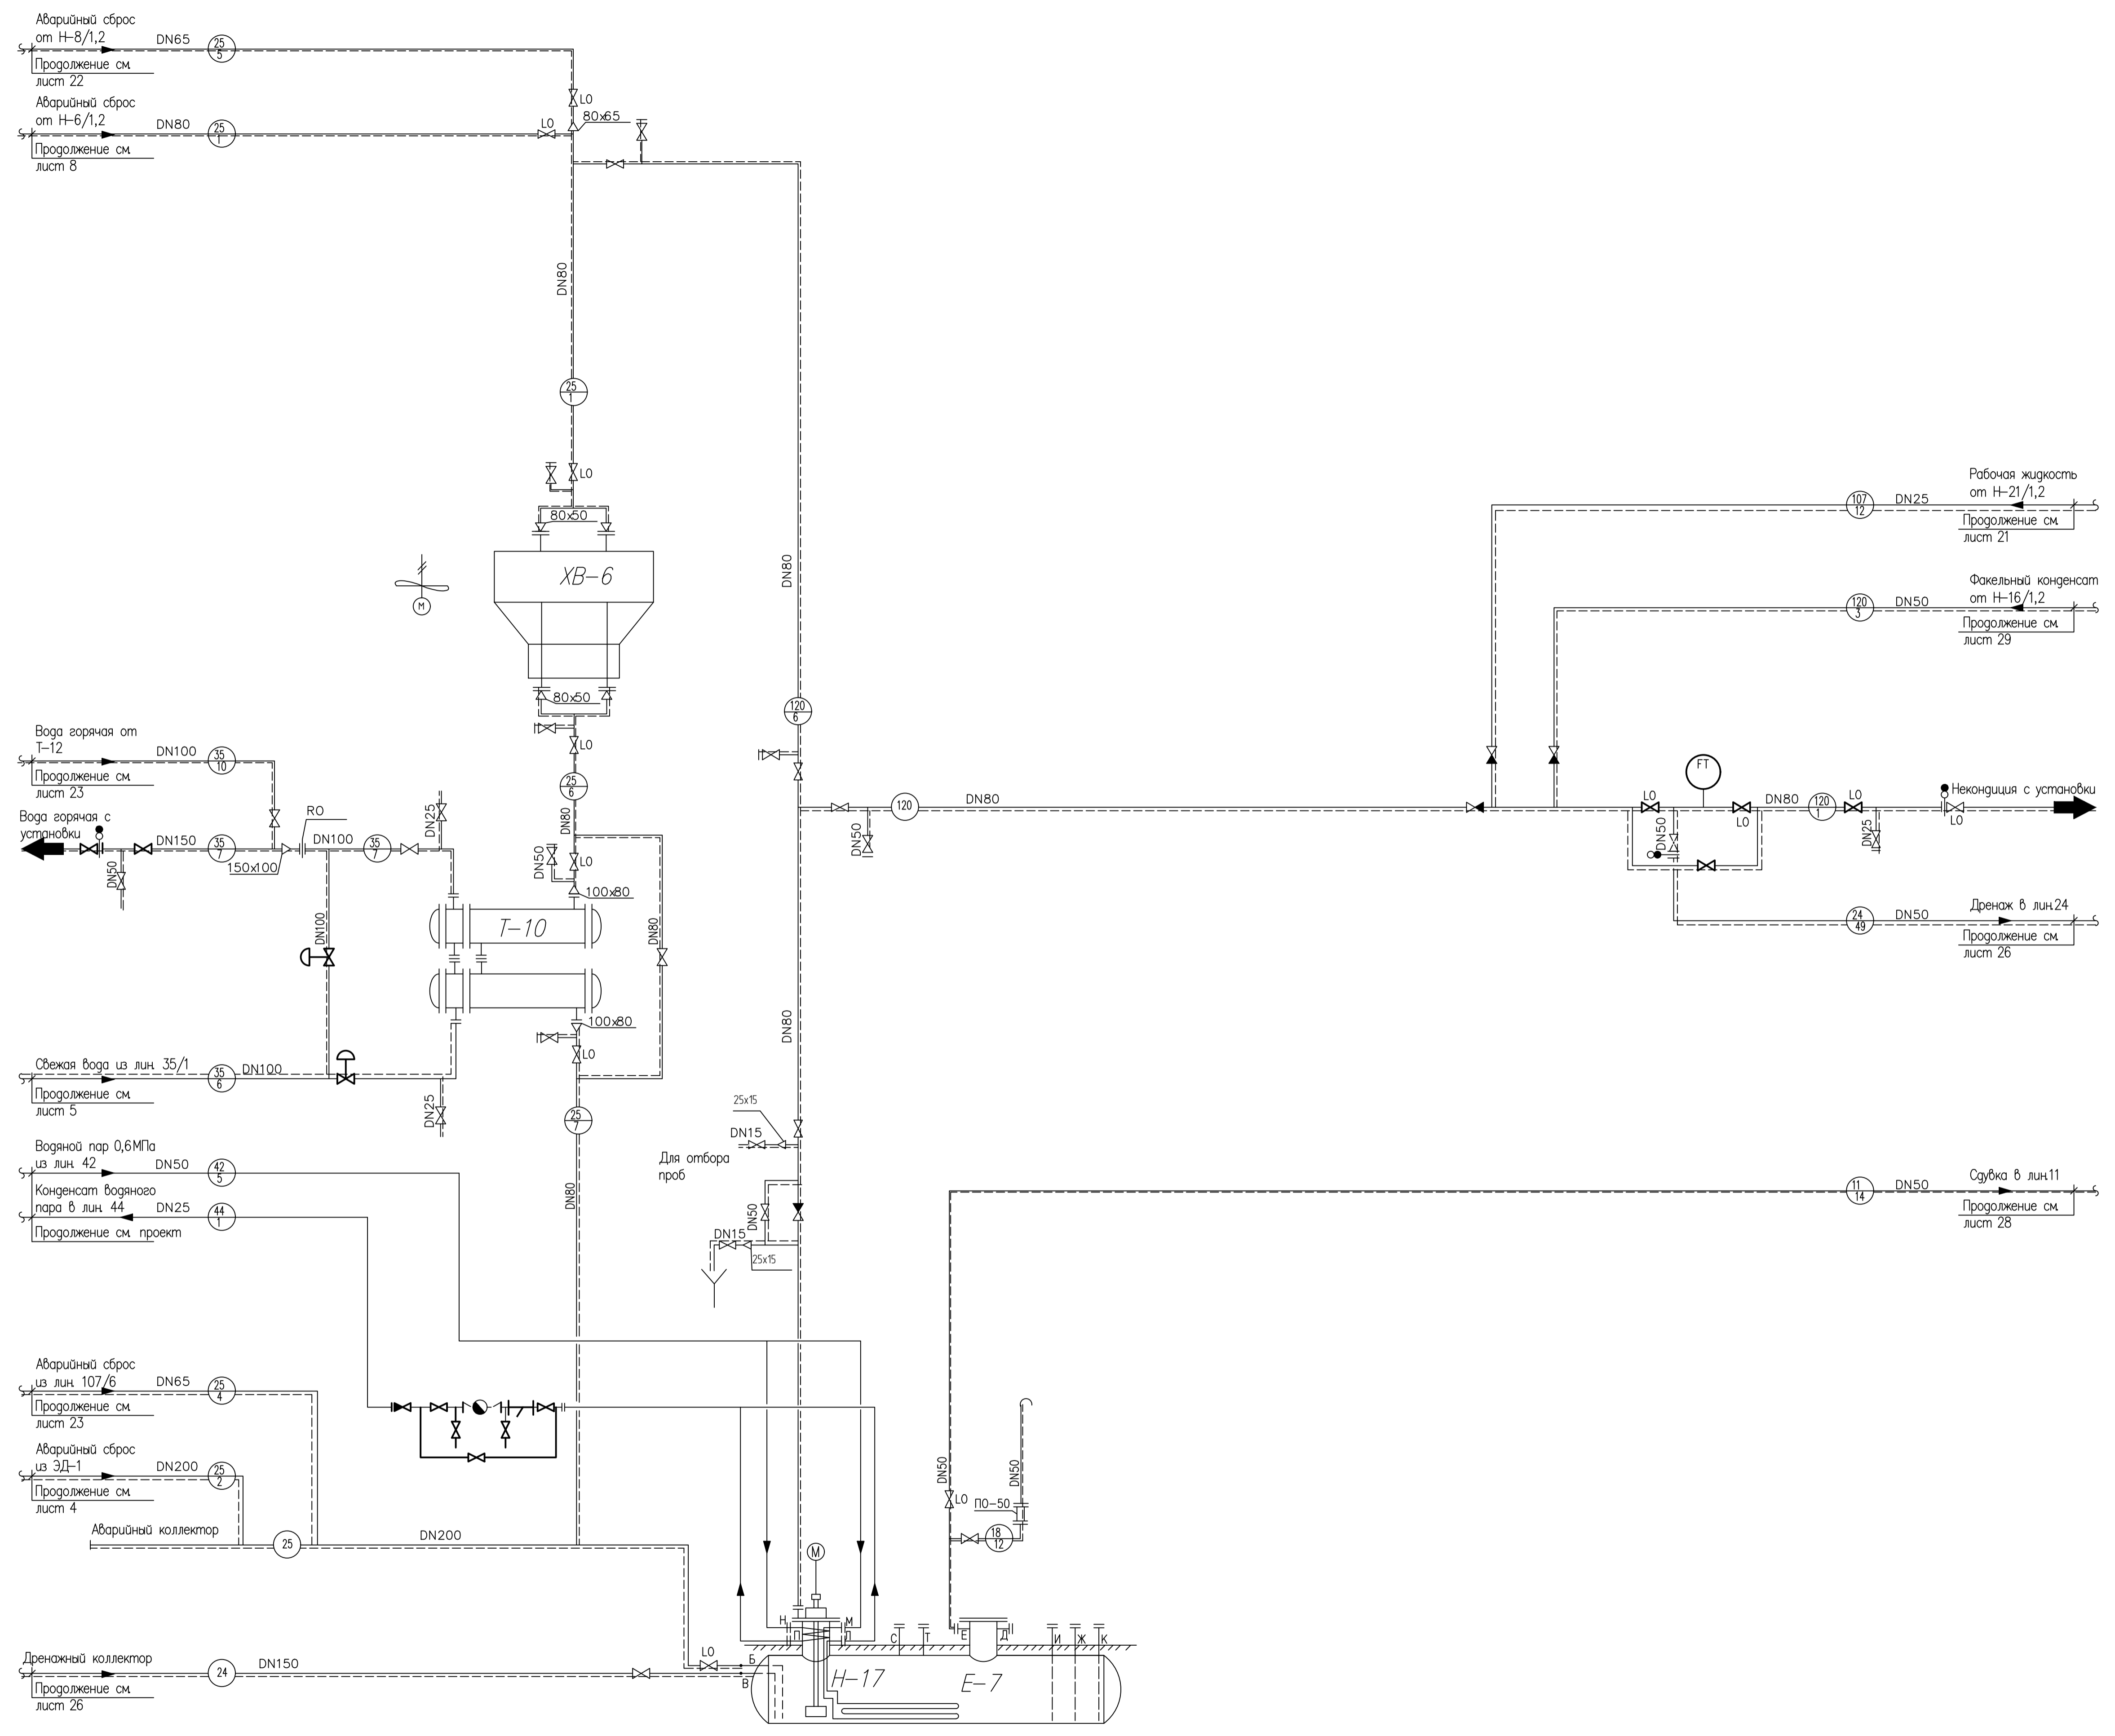 Аварийный сброс
от Н-8/1,2
DN65
25
5
Продолжение см.
лист 22
LO
80x65
Аварийный сброс
от Н-6/1,2
DN80
25
1
LO
Продолжение см.
лист 8
DN80
25
1
LO
80x50
ХВ-6
М
80x50
LO
25
6
DN80
DN80
120
6
Рабочая жидкость
от Н-21/1,2
107
12
DN25
Продолжение см.
лист 21
Факельный конденсат
от Н-16/1,2
120
3
DN50
Продолжение см.
лист 29
Вода горячая от
Т-12
DN100
35
10
Продолжение см.
лист 23
Вода горячая с
установки
DN150
35
7
RO
DN100
35
7
DN25
150x100
DN50
DN50
LO
100x80
DN100
Т-10
DN80
100x80
LO
120
DN80
DN50
FT
LO
LO
DN80
120
1
LO
LO
Некондиция с установки
DN50
DN25
24
49
DN50
Дренаж в лин.24
Продолжение см.
лист 26
DN80
Свежая вода из лин. 35/1
35
6
DN100
Продолжение см.
лист 5
DN25
25
7
25x15
DN15
Для отбора
проб
Водяной пар 0,6МПа
из лин. 42
DN50
42
5
Конденсат водяного
пара в лин. 44
DN25
44
1
Продолжение см. проект
DN80
DN50
DN15
25x15
11
14
DN50
Сдувка в лин.11
Продолжение см.
лист 28
Аварийный сброс
из лин. 107/6
DN65
25
4
Продолжение см.
лист 23
Аварийный сброс
из ЭД-1
DN200
25
2
Продолжение см.
лист 4
Аварийный коллектор
25
DN200
DN50
LO
ПО-50
DN50
18
12
М
Н
М
П
Л
С
Т
Е
Д
И
Ж
К
Дренажный коллектор
24
DN150
Продолжение см.
лист 26
LO
Б
В
Н-17
Е-7